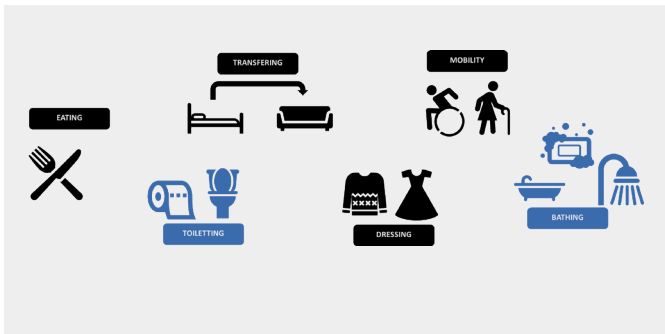 TRANSFERING
MOBILITY
EATING
BATHING
TOILETTING
DRESSING